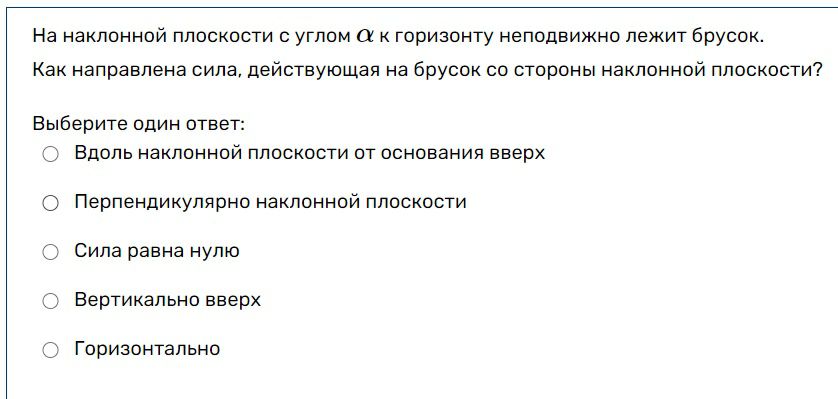 На наклонной плоскости с углом α к горизонту неподвижно лежит брусок.
Как направлена сила, действующая на брусок со стороны наклонной плоскости?
Выберите один ответ:
Вдоль наклонной плоскости от основания вверх
Перпендикулярно наклонной плоскости
Сила равна нулю
Вертикально вверх
Горизонтально